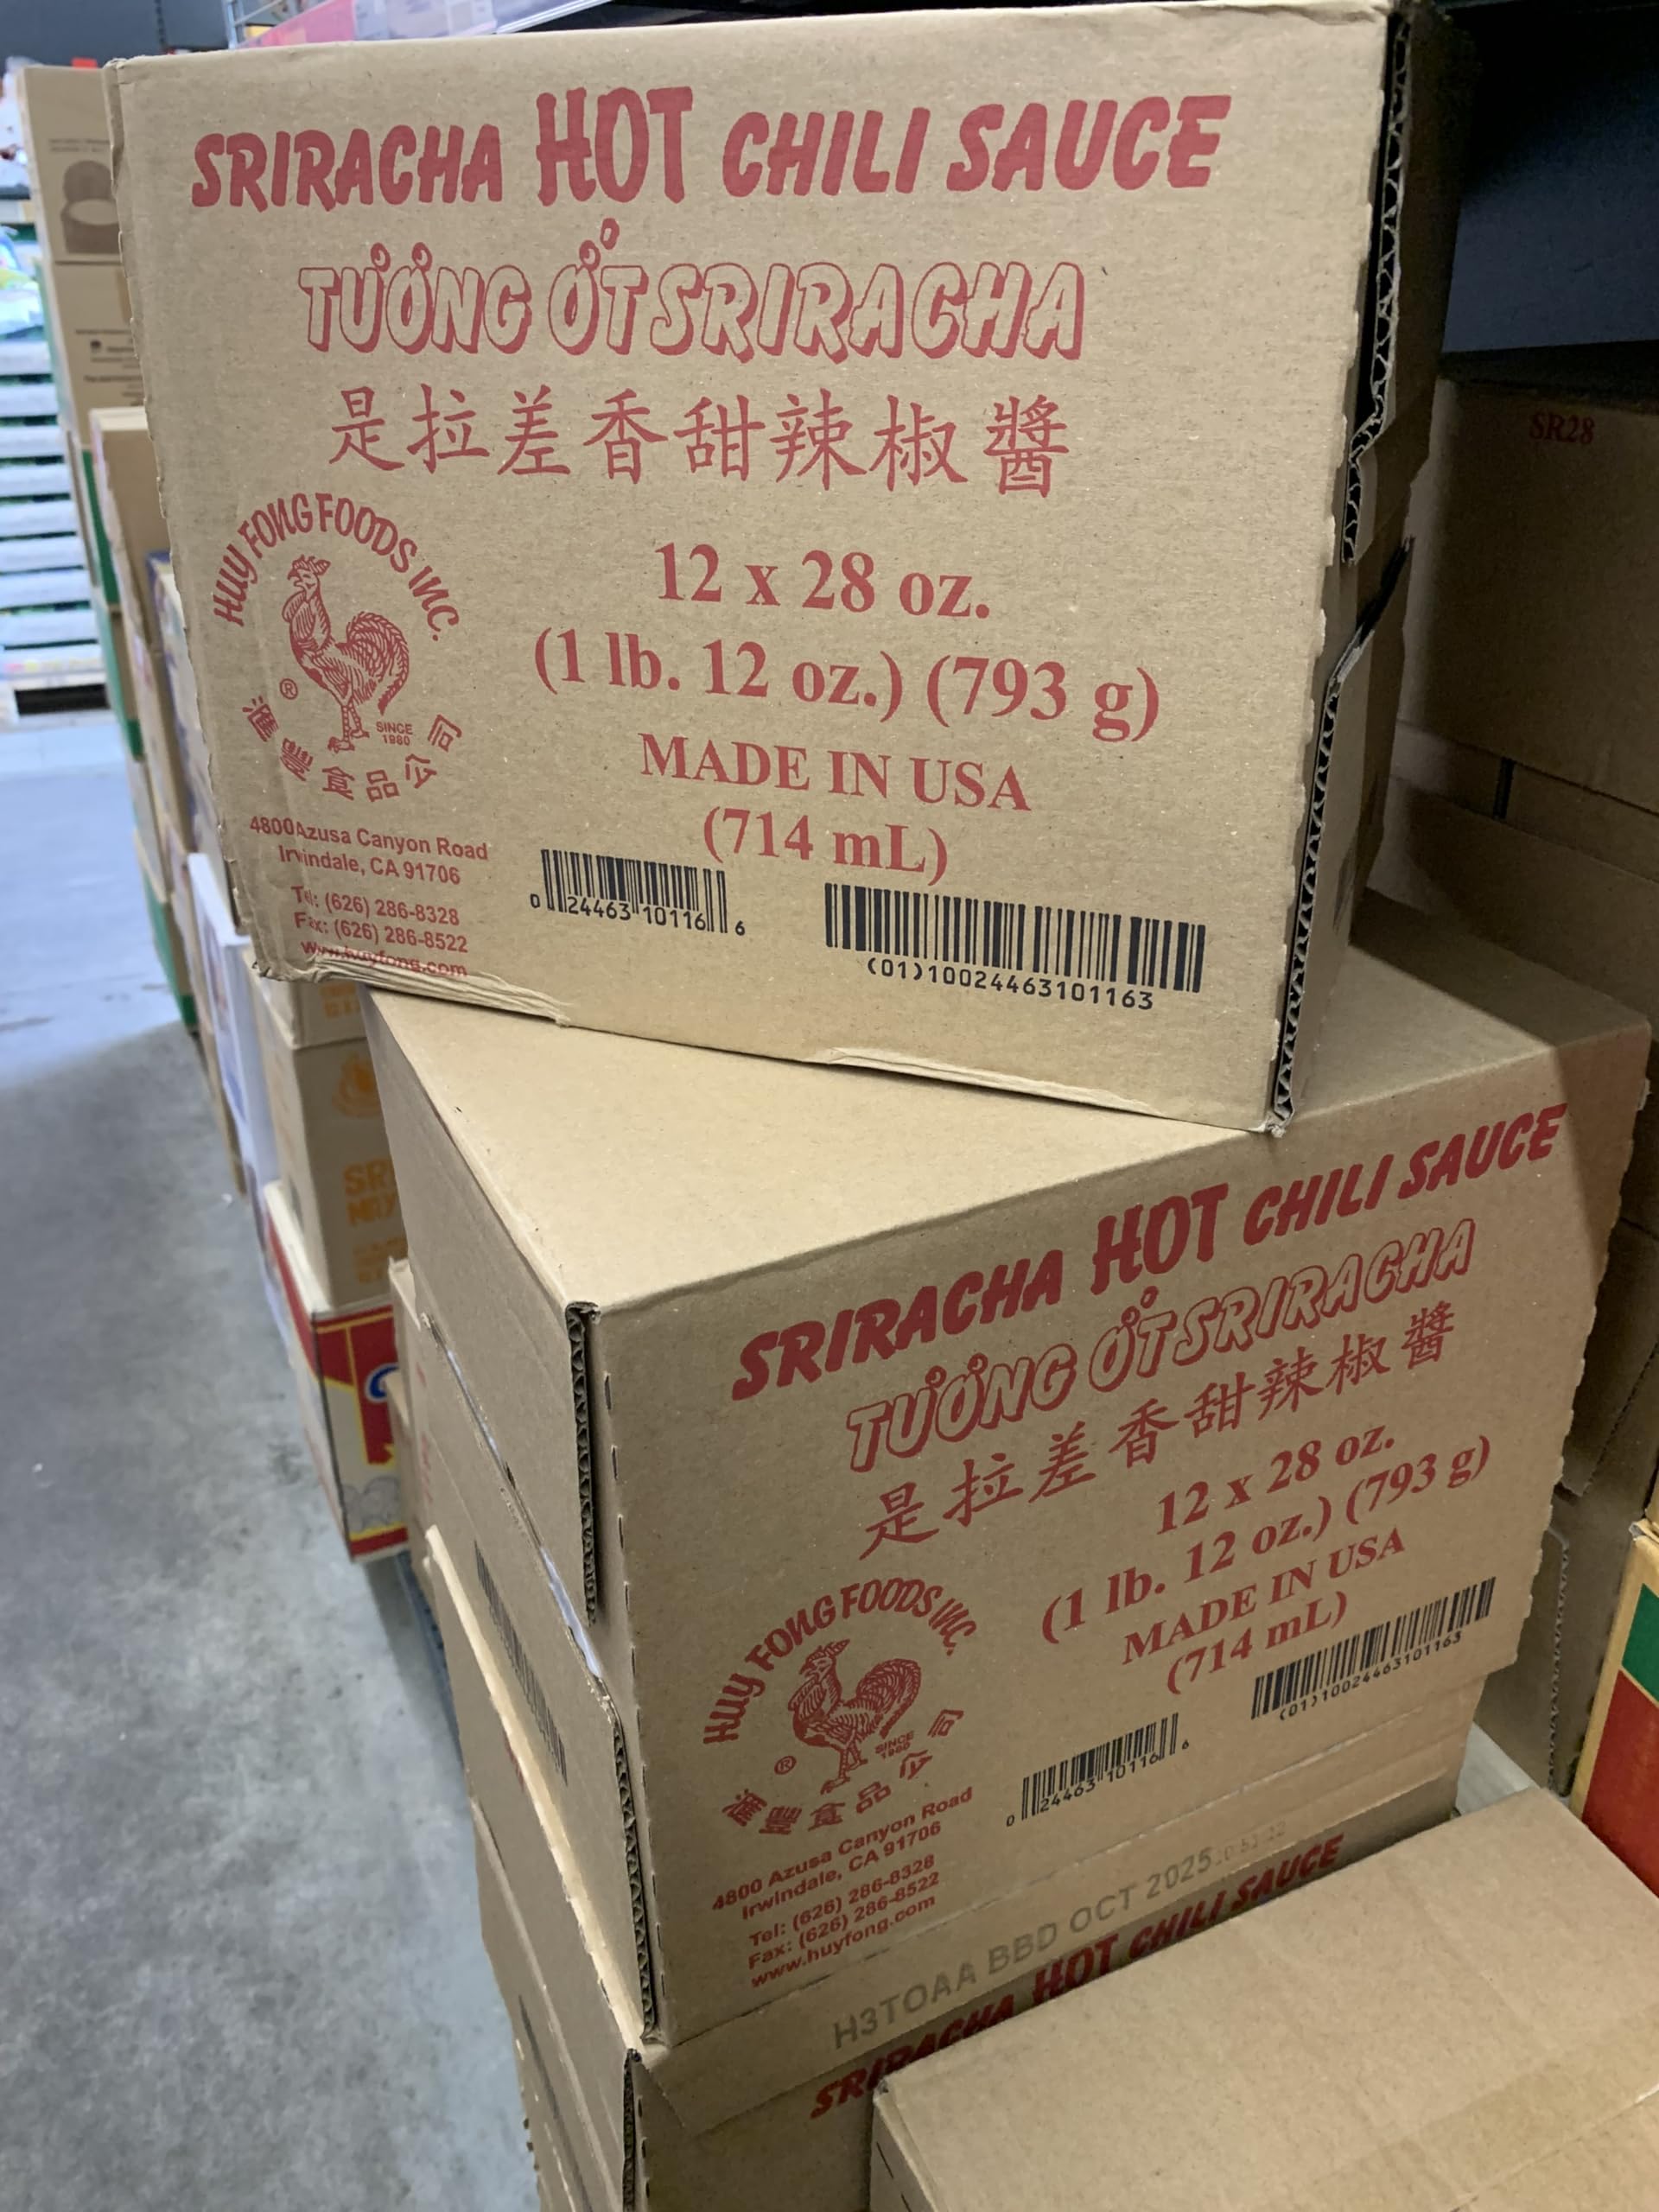 SRIRACHA HOT CHILI SAUCE
TƯƠNG ỚT SRIRACHA
是拉差香甜辣椒醬
HUY FONG FOODS INC.
®
SINCE
1980
滙豐食品公司
12 x 28 oz.
(1 lb. 12 oz.) (793 g)
MADE IN USA
(714 mL)
4800 Azusa Canyon Road
Irwindale, CA 91706
Tel: (626) 286-8328
Fax: (626) 286-8522
www.huyfong.com
0 24463 10116 6
(01)10024463101163
SR28
SRIRACHA HOT CHILI SAUCE
TƯƠNG ỚT SRIRACHA
是拉差香甜辣椒醬
12 x 28 oz.
(1 lb. 12 oz.) (793 g)
MADE IN USA
(714 mL)
HUY FONG FOODS INC.
®
SINCE
1980
滙豐食品公司
4800 Azusa Canyon Road
Irwindale, CA 91706
Tel: (626) 286-8328
Fax: (626) 286-8522
www.huyfong.com
0 24463 10116 6
(01)10024463101163
H3TOAA BBD OCT 2025
SRIRACHA HOT CHILI SAUCE